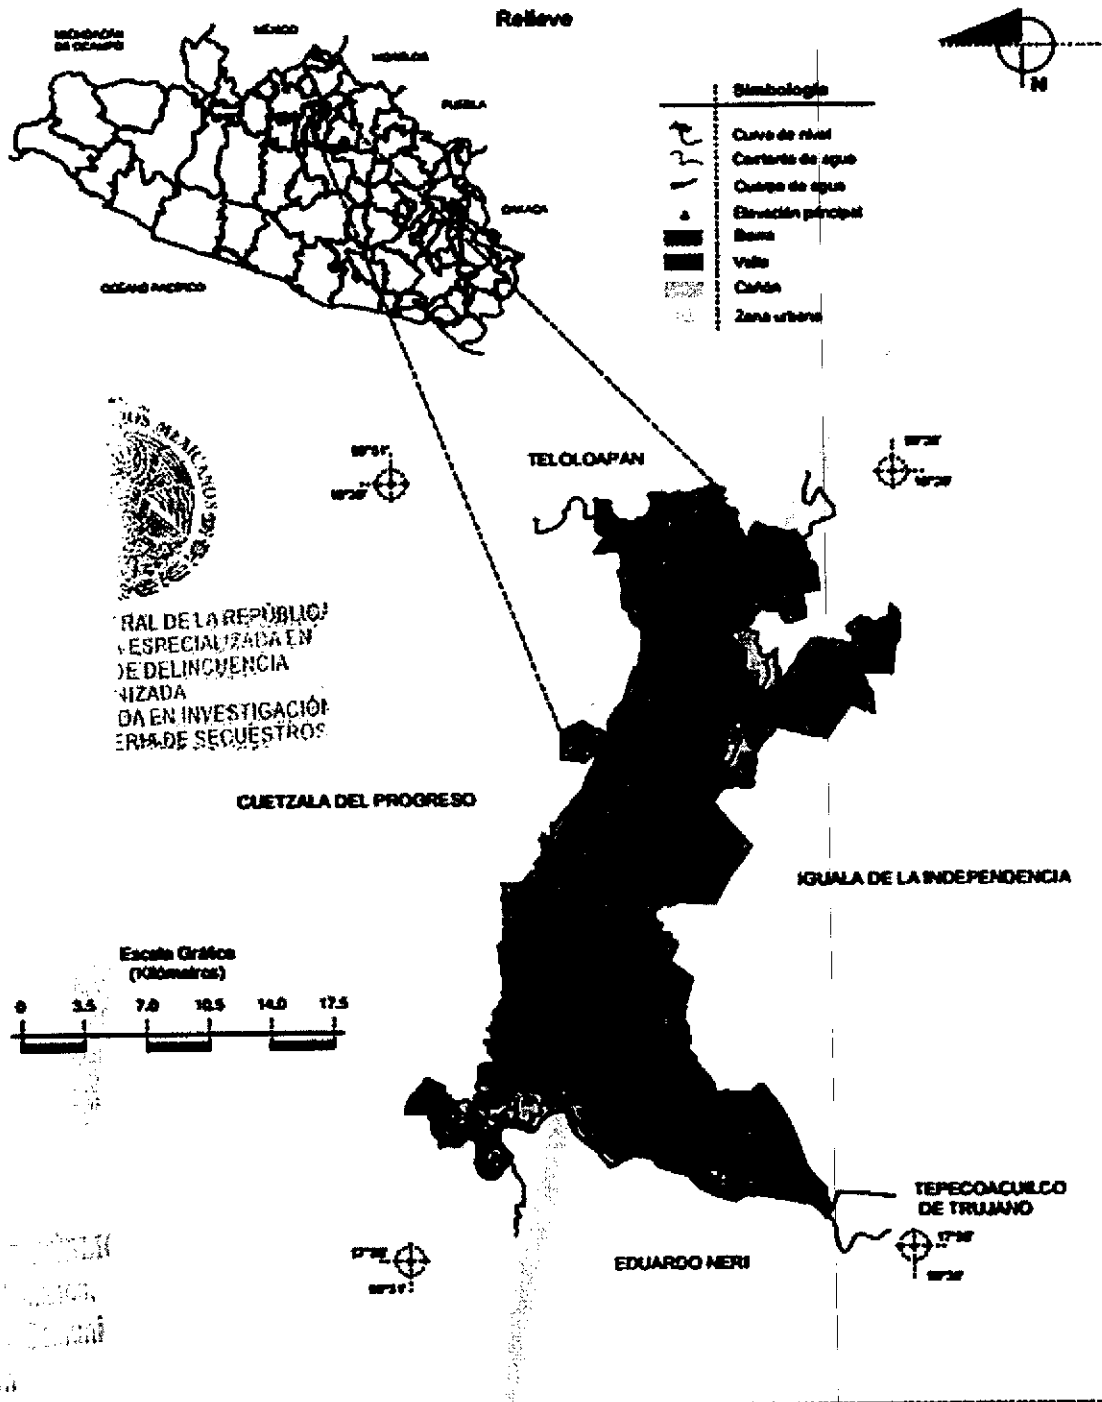 Relieve
MICHOACÁN
DE OCAMPO
MÉXICO
MORELOS
PUEBLA
OAXACA
OCÉANO PACÍFICO
N
Simbología
Curva de nivel
Corriente de agua
Cuerpo de agua
Elevación principal
Sierra
Valle
Cañón
Zona urbana
TELOLOAPAN
DOS MEXICANOS
RAL DE LA REPÚBLICA
ESPECIALIZADA EN
DE DELINCUENCIA
NIZADA
DA EN INVESTIGACIÓN
ERIA DE SECUESTROS
CUETZALA DEL PROGRESO
IGUALA DE LA INDEPENDENCIA
Escala Gráfica
(Kilómetros)
0 3.5 7.0 10.5 14.0 17.5
TEPECOACUILCO
DE TRUJANO
EDUARDO NERI